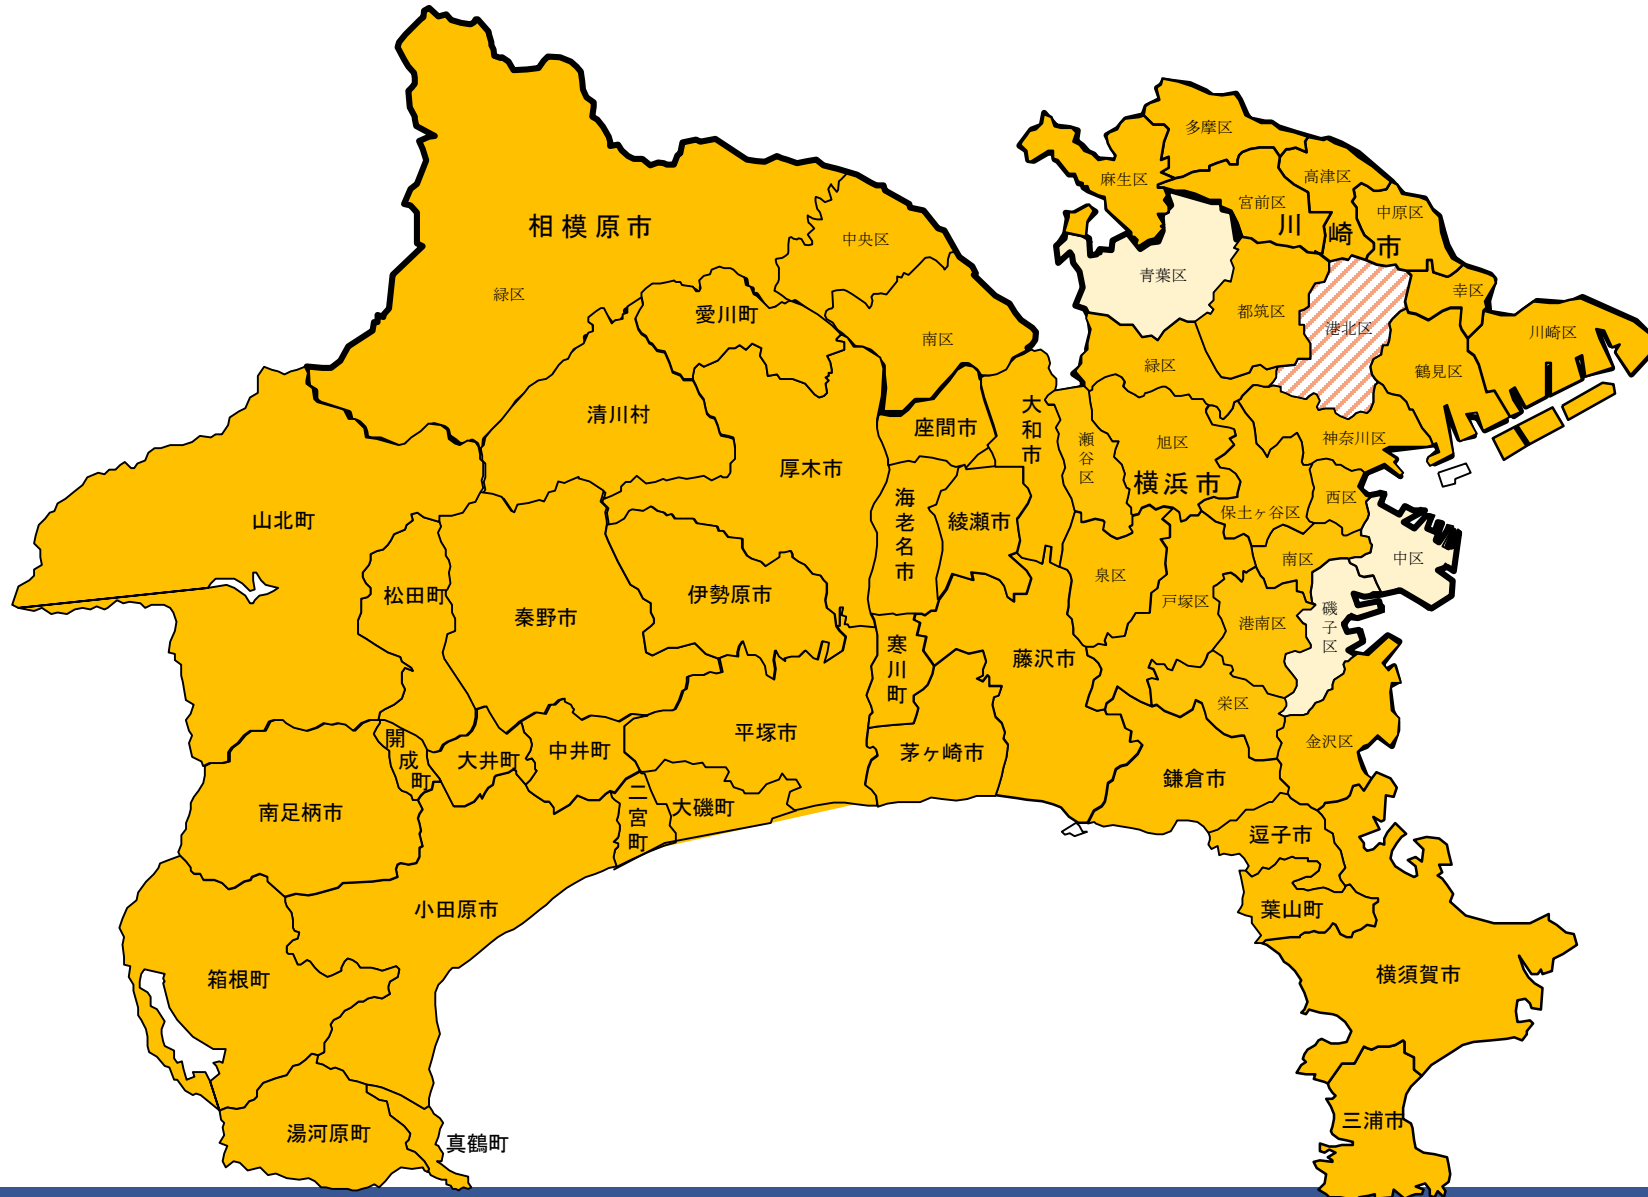 多摩区
麻生区
高津区
宮前区
中原区
川崎市
相模原市
中央区
緑区
青葉区
幸区
都筑区
愛川町
港北区
川崎区
南区
緑区
鶴見区
清川村
座間市
大和市
瀬谷区
旭区
神奈川区
厚木市
横浜市
西区
海老名市
保土ヶ谷区
山北町
綾瀬市
中区
南区
泉区
松田町
伊勢原市
戸塚区
秦野市
港南区
磯子区
寒川町
藤沢市
栄区
平塚市
開成町
大井町
中井町
茅ヶ崎市
金沢区
鎌倉市
南足柄市
二宮町
大磯町
逗子市
小田原市
葉山町
箱根町
横須賀市
三浦市
湯河原町
真鶴町